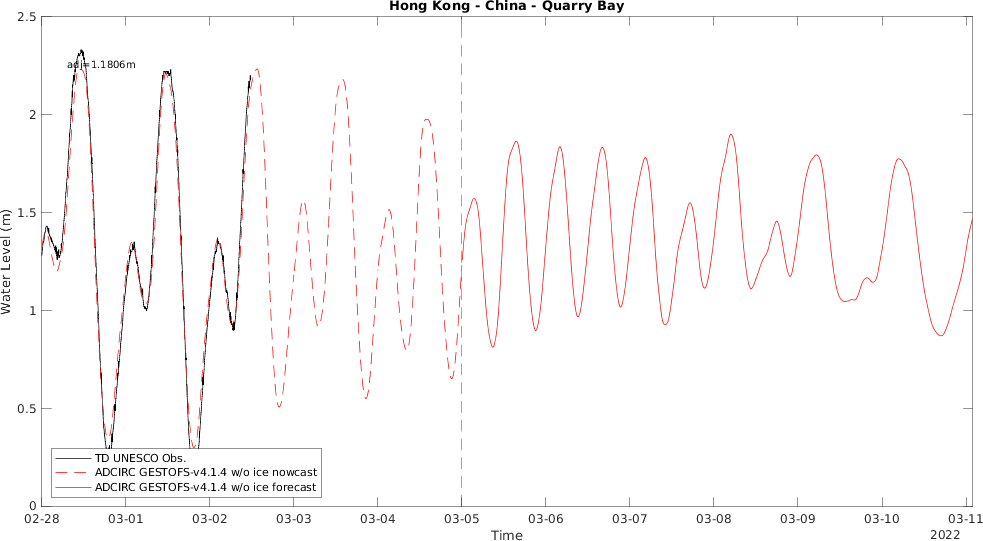 Hong Kong - China - Quarry Bay
2.5
adj=1.1806m
2
1.5
Water Level (m)
1
0.5
TD UNESCO Obs.
ADCIRC GESTOFS-v4.1.4 w/o ice nowcast
ADCIRC GESTOFS-v4.1.4 w/o ice forecast
0
02-28 03-01 03-02 03-03 03-04 03-05 03-06 03-07 03-08 03-09 03-10 03-11
Time
2022